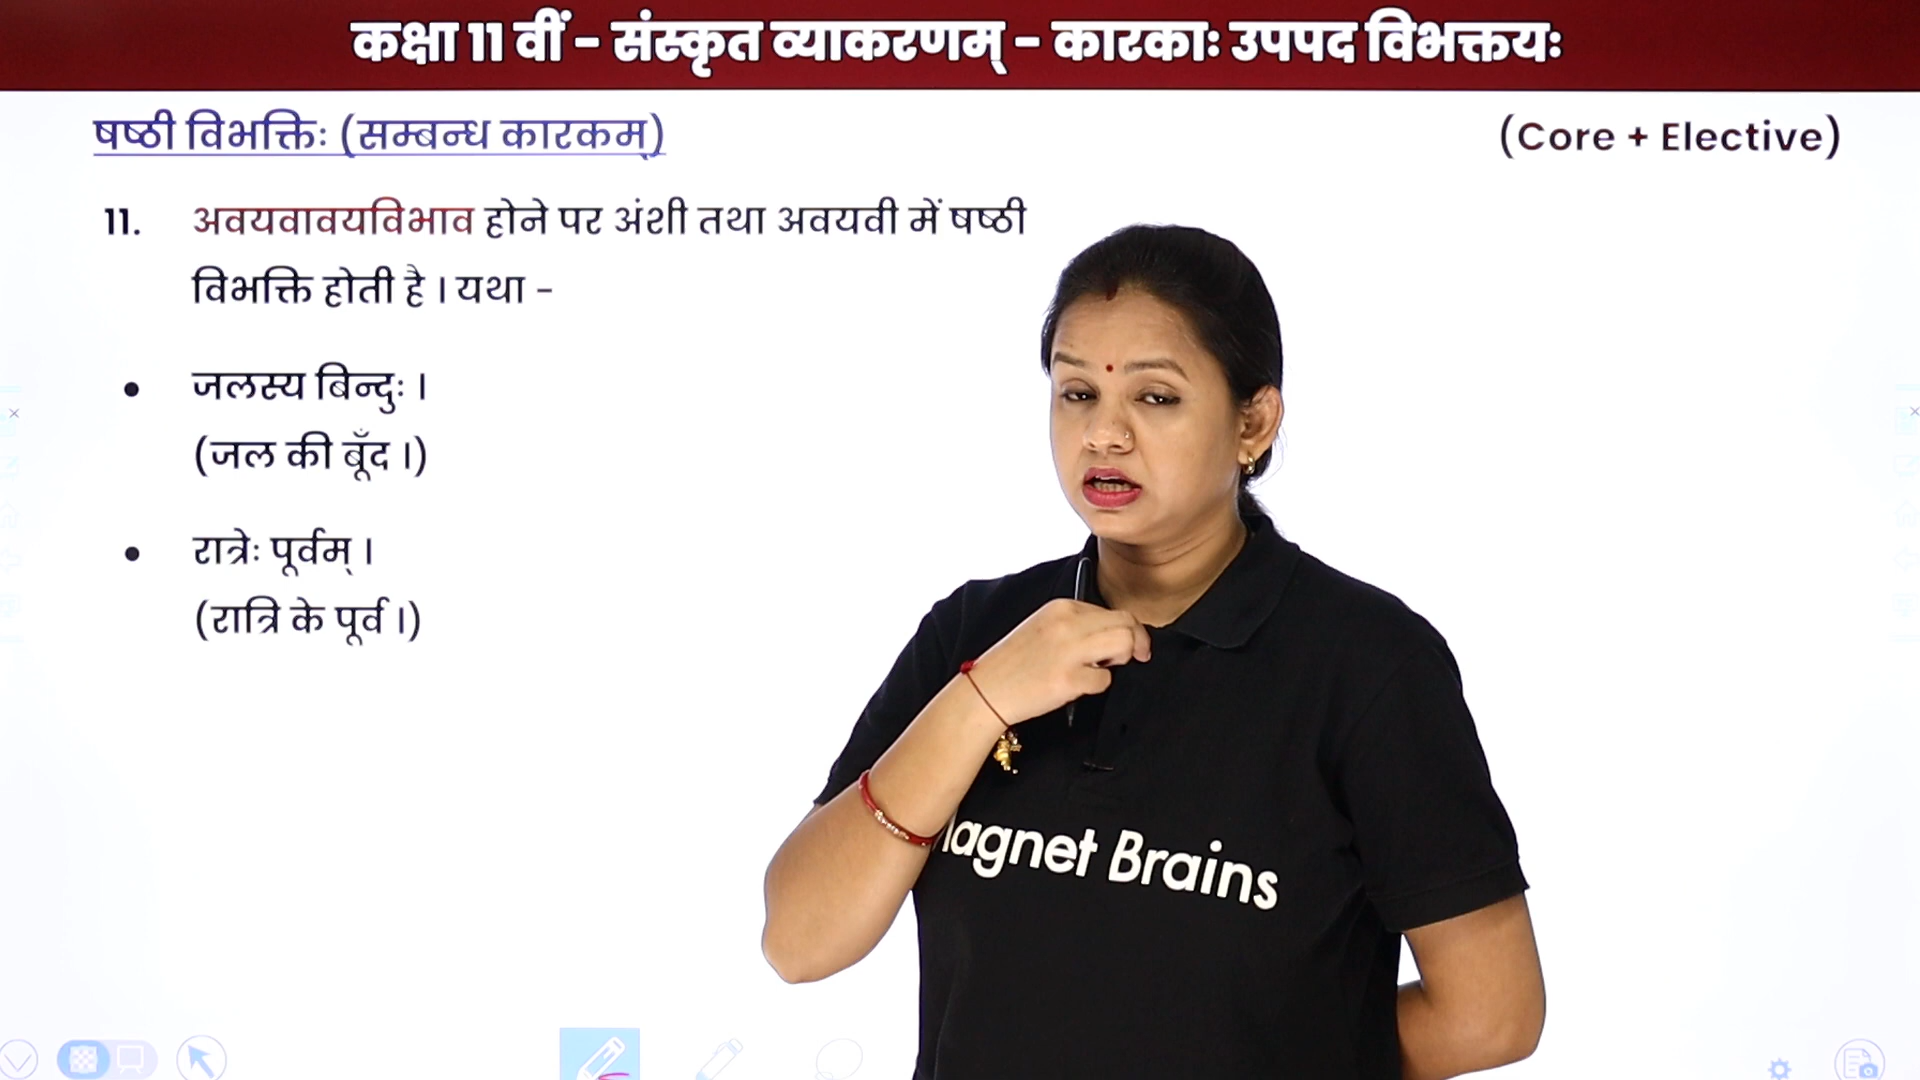 कक्षा 11 वीं - संस्कृत व्याकरणम् - कारकाः उपपद विभक्तयः
षष्ठी विभक्तिः (सम्बन्ध कारकम्)
(Core + Elective)
11. अवयवावयविभाव होने पर अंशी तथा अवयवी में षष्ठी
विभक्ति होती है । यथा -
• जलस्य बिन्दुः ।
(जल की बूँद ।)
• रात्रेः पूर्वम् ।
(रात्रि के पूर्व ।)
agnet Brains